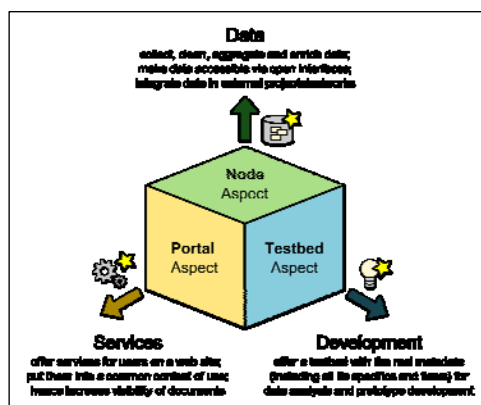 Data
collect, clean, aggregate and enrich data;
make data accessible via open interfaces;
integrate data in external projects/networks
Node
Aspect
Portal
Aspect
Testbed
Aspect
Services
offer services for users on a web site;
put them into a common context of use;
hence increase visibility of documents
Development
offer a testbed with the real metadata
(including all its specifics and flaws) for
data analysis and prototype development